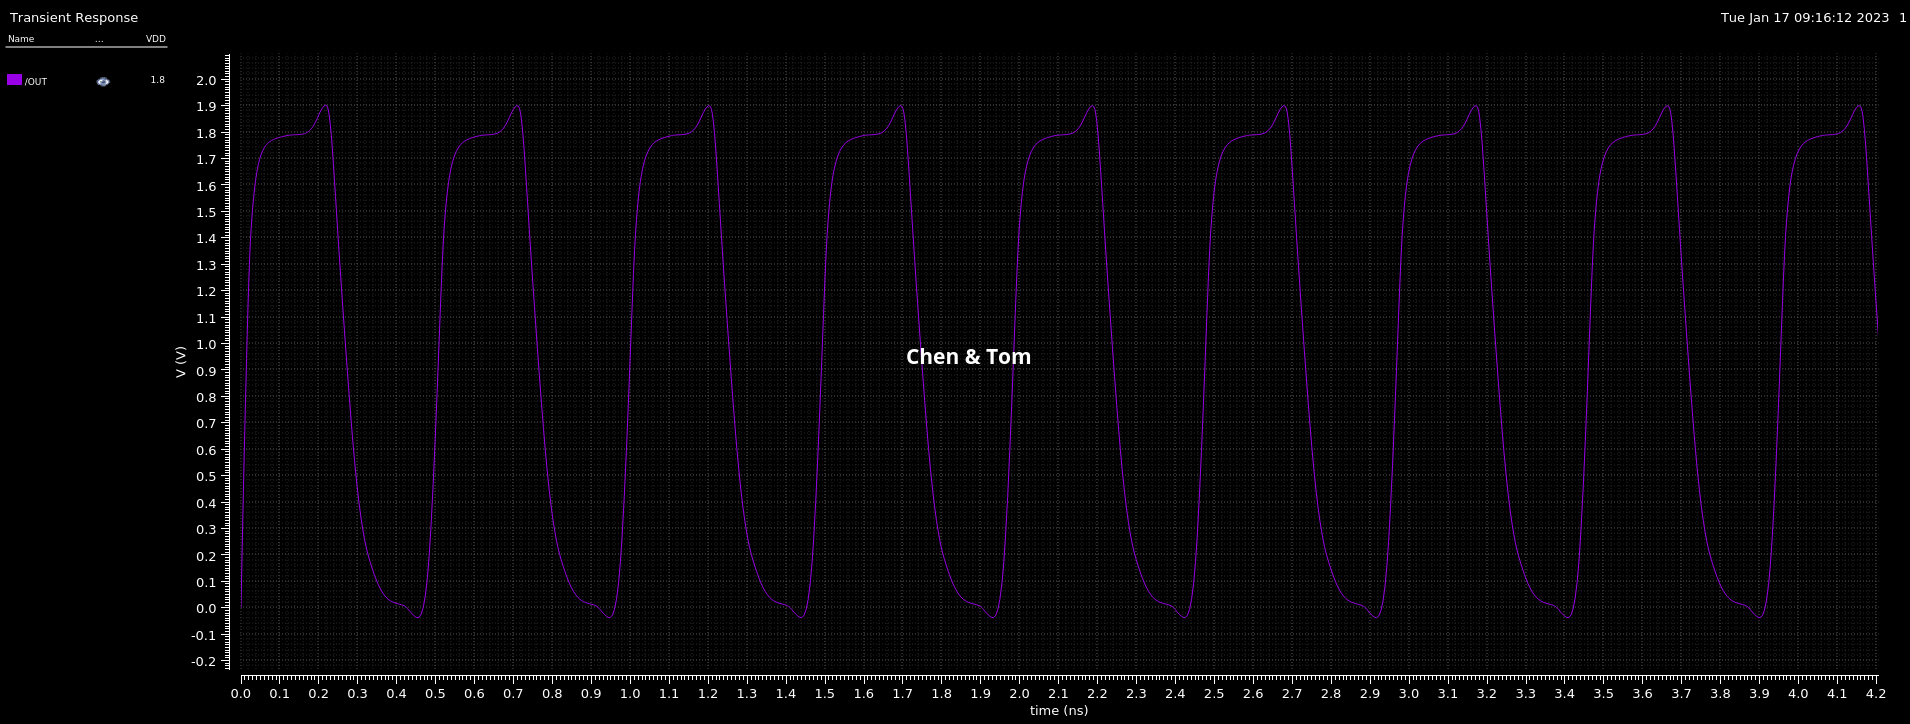 Transient Response
Tue Jan 17 09:16:12 2023 1
Name ... VDD
/OUT 1.8
2.0
1.9
1.8
1.7
1.6
1.5
1.4
1.3
1.2
1.1
1.0
0.9
0.8
0.7
0.6
0.5
0.4
0.3
0.2
0.1
0.0
-0.1
-0.2
V (V)
Chen & Tom
0.0 0.1 0.2 0.3 0.4 0.5 0.6 0.7 0.8 0.9 1.0 1.1 1.2 1.3 1.4 1.5 1.6 1.7 1.8 1.9 2.0 2.1 2.2 2.3 2.4 2.5 2.6 2.7 2.8 2.9 3.0 3.1 3.2 3.3 3.4 3.5 3.6 3.7 3.8 3.9 4.0 4.1 4.2
time (ns)